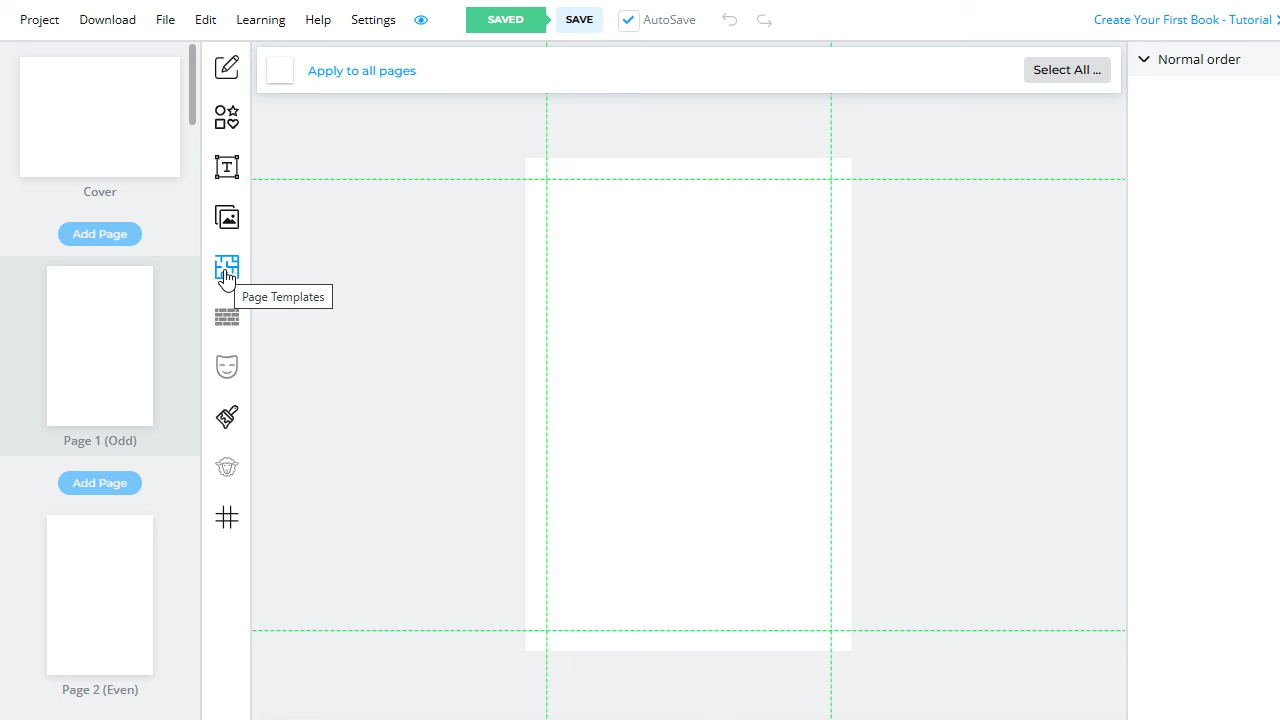 Project Download File Edit Learning Help Settings SAVED SAVE AutoSave Create Your First Book - Tutorial
Apply to all pages Select All ... Normal order
Cover
Add Page
Page Templates
Page 1 (Odd)
Add Page
Page 2 (Even)